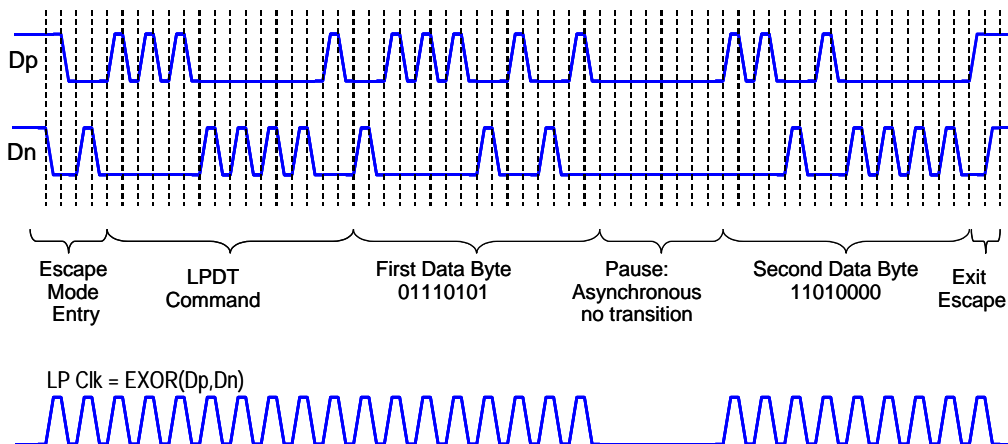 Dp
Dn
Escape
Mode
Entry
LPDT
Command
First Data Byte
01110101
Pause:
Asynchronous
no transition
Second Data Byte
11010000
Exit
Escape
LP Clk = EXOR(Dp,Dn)